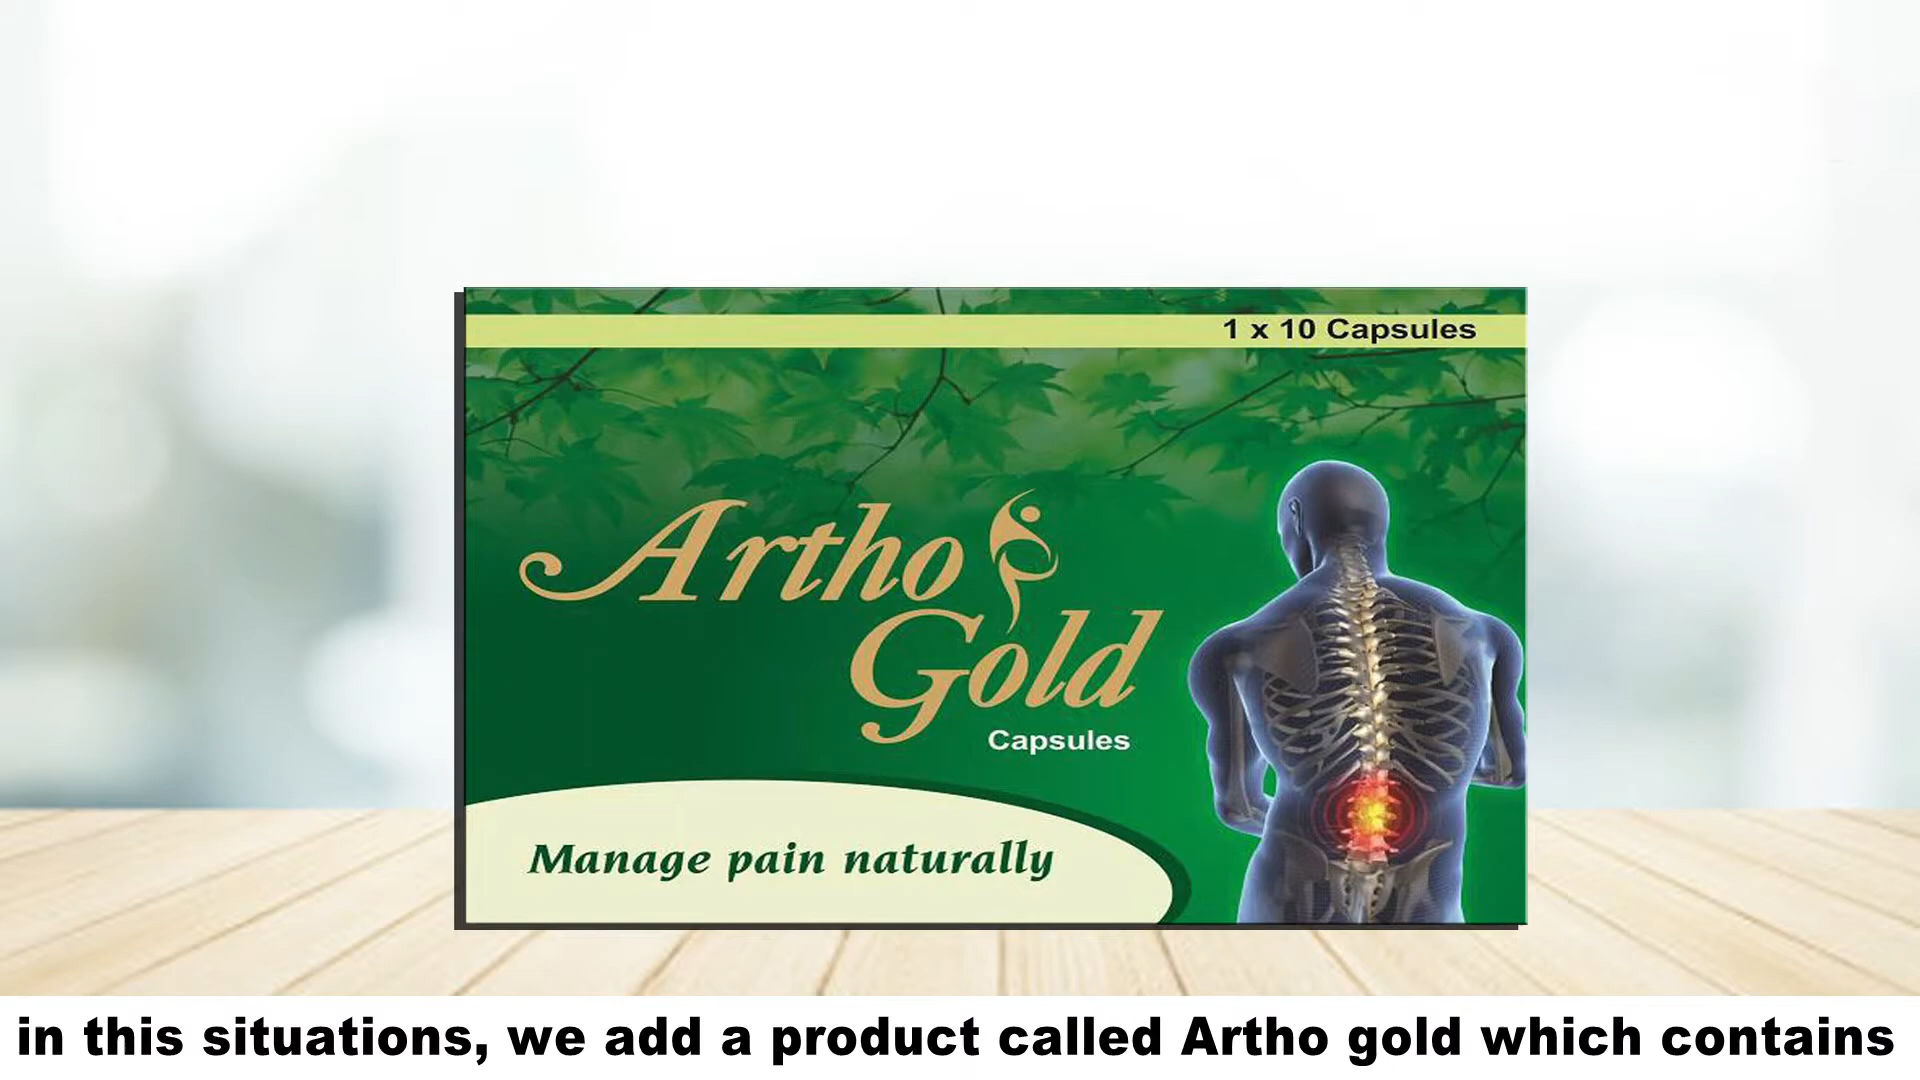 1 x 10 Capsules
Artho
Gold
Capsules
Manage pain naturally
in this situations, we add a product called Artho gold which contains